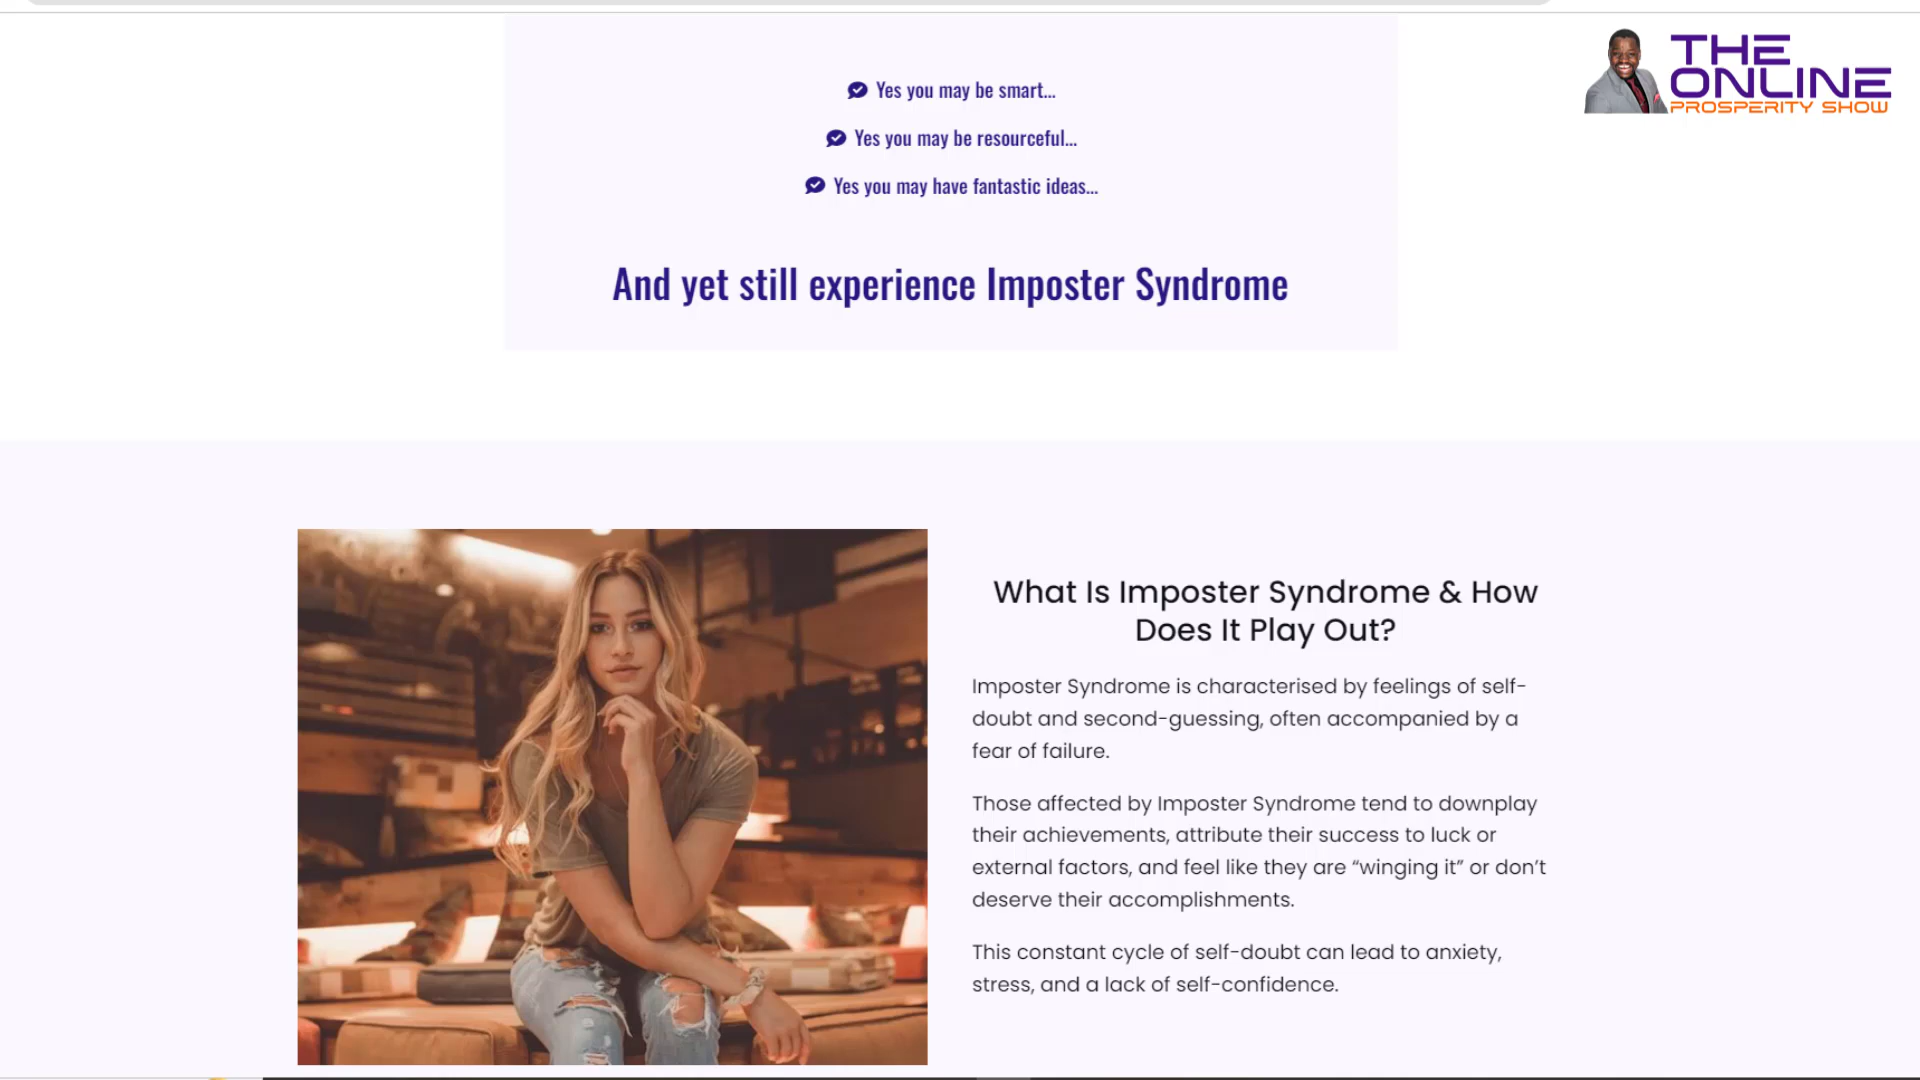 THE
ONLINE
PROSPERITY SHOW
Yes you may be smart...
Yes you may be resourceful...
Yes you may have fantastic ideas...
And yet still experience Imposter Syndrome
What Is Imposter Syndrome & How
Does It Play Out?
Imposter Syndrome is characterised by feelings of self-
doubt and second-guessing, often accompanied by a
fear of failure.
Those affected by Imposter Syndrome tend to downplay
their achievements, attribute their success to luck or
external factors, and feel like they are “winging it” or don’t
deserve their accomplishments.
This constant cycle of self-doubt can lead to anxiety,
stress, and a lack of self-confidence.